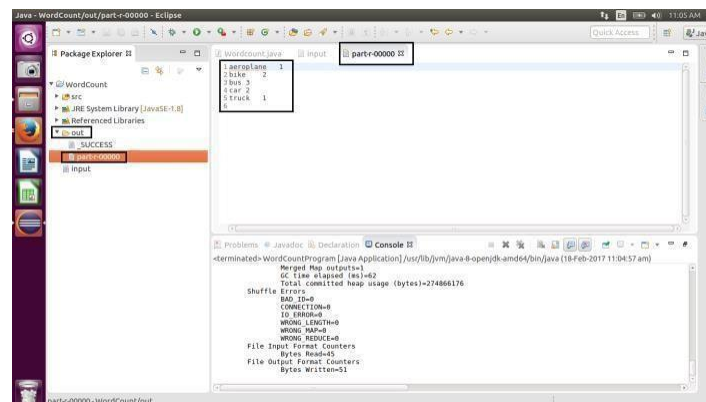 Java - WordCount/out/part-r-00000 - Eclipse
En
11:05 AM
Quick Access
Package Explorer
WordCount
src
JRE System Library [JavaSE-1.8]
Referenced Libraries
out
_SUCCESS
part-r-00000
input
Wordcount.java
input
part-r-00000
1 aeroplane 1
2 bike 2
3 bus 3
4 car 2
5 truck 1
6
Problems
Javadoc
Declaration
Console
<terminated> WordCountProgram [Java Application] /usr/lib/jvm/java-8-openjdk-amd64/bin/java (18-Feb-2017 11:04:57 am)
Merged Map outputs=1
GC time elapsed (ms)=62
Total committed heap usage (bytes)=274866176
Shuffle Errors
BAD_ID=0
CONNECTION=0
IO_ERROR=0
WRONG_LENGTH=0
WRONG_MAP=0
WRONG_REDUCE=0
File Input Format Counters
Bytes Read=45
File Output Format Counters
Bytes Written=51
part-r-00000 - WordCount/out